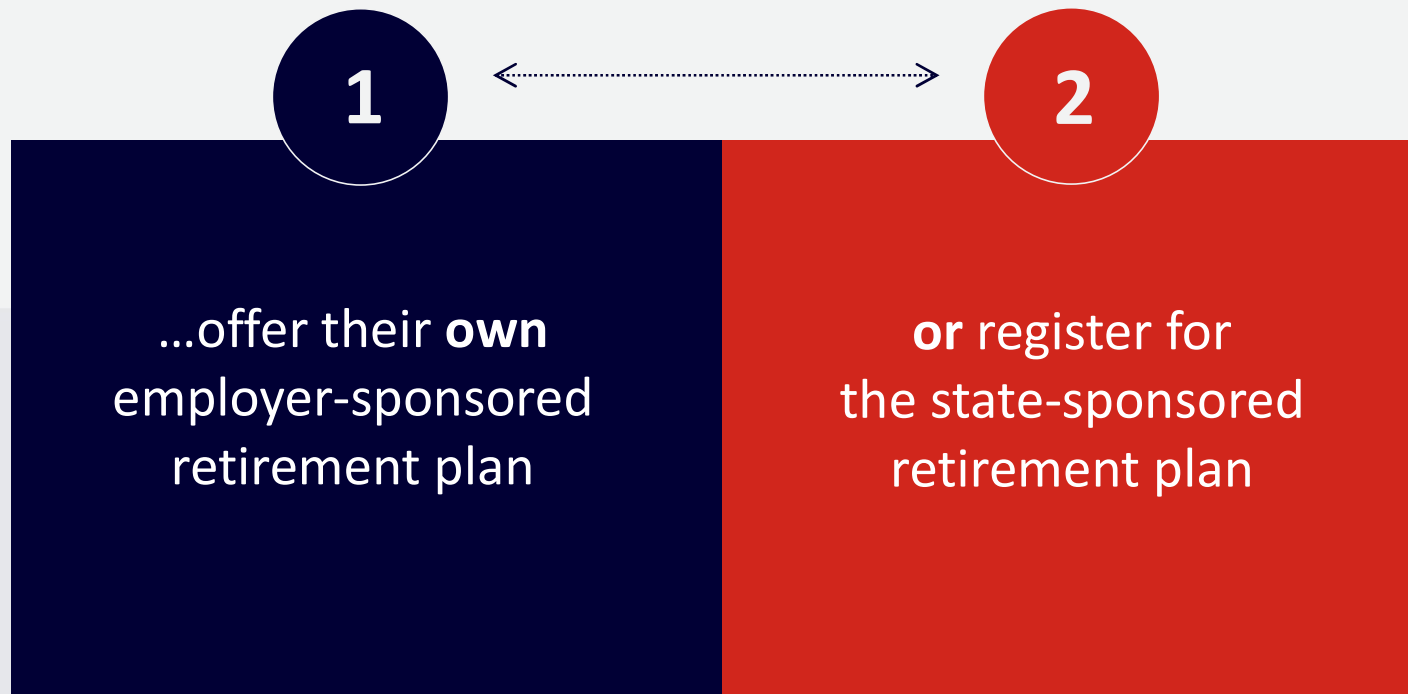 1
2
...offer their own
employer-sponsored
retirement plan
or register for
the state-sponsored
retirement plan